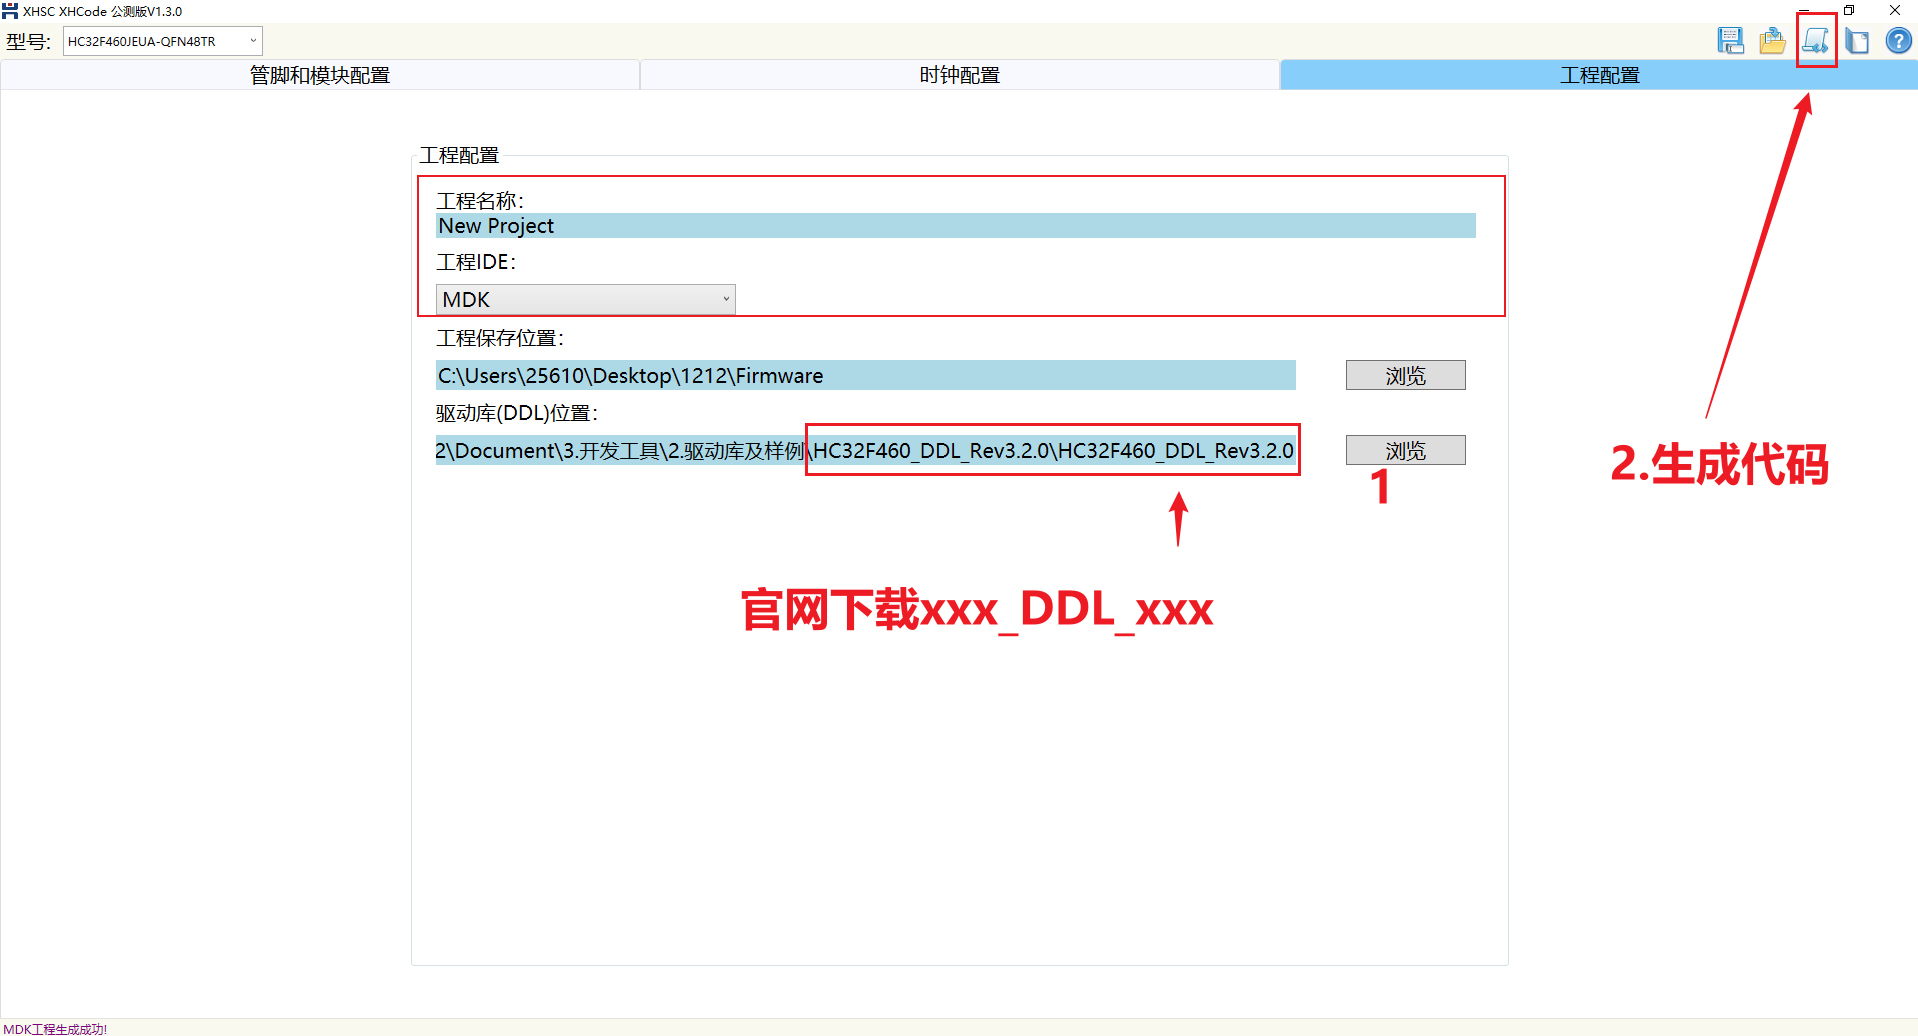 XHSC XHCode 公测版V1.3.0
型号: HC32F460JEUA-QFN48TR
管脚和模块配置 时钟配置 工程配置
工程配置
工程名称:
New Project
工程IDE:
MDK
工程保存位置:
C:\Users\25610\Desktop\1212\Firmware 浏览
驱动库(DDL)位置:
2\Document\3.开发工具\2.驱动库及样例\HC32F460_DDL_Rev3.2.0\HC32F460_DDL_Rev3.2.0 浏览
1
2.生成代码
官网下载xxx_DDL_xxx
MDK工程生成成功!